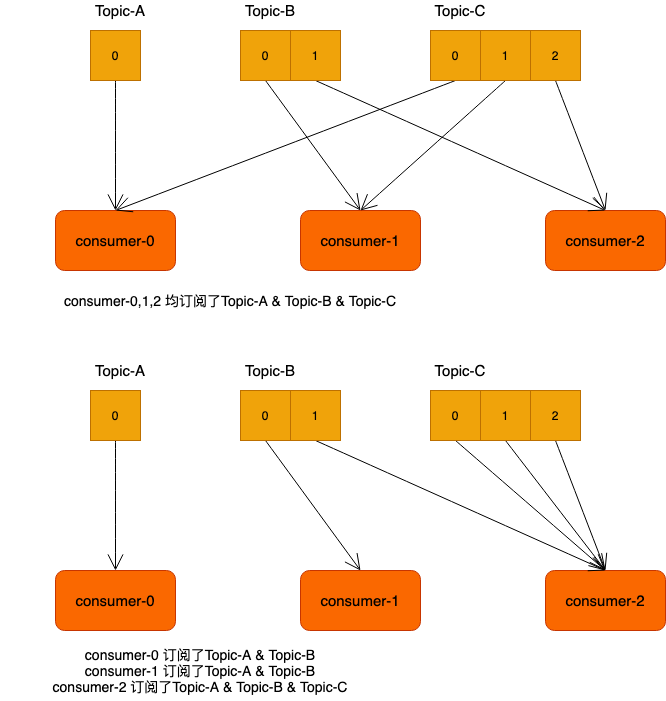 Topic-A Topic-B Topic-C
0 0 1 0 1 2
consumer-0 consumer-1 consumer-2
consumer-0,1,2 均订阅了Topic-A & Topic-B & Topic-C
Topic-A Topic-B Topic-C
0 0 1 0 1 2
consumer-0 consumer-1 consumer-2
consumer-0 订阅了Topic-A & Topic-B
consumer-1 订阅了Topic-A & Topic-B
consumer-2 订阅了Topic-A & Topic-B & Topic-C